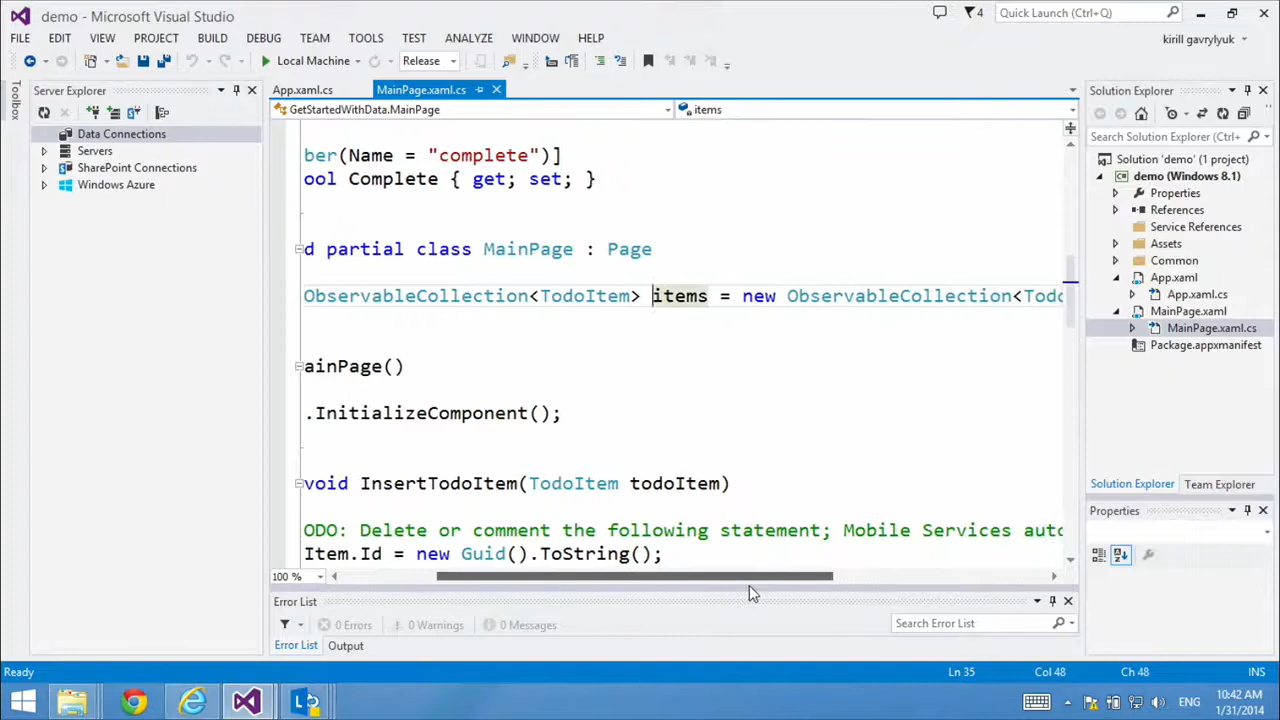 demo - Microsoft Visual Studio
4
Quick Launch (Ctrl+Q)
FILE EDIT VIEW PROJECT BUILD DEBUG TEAM TOOLS TEST ANALYZE WINDOW HELP
kirill gavrylyuk
Local Machine
Release
Toolbox
Server Explorer
Data Connections
Servers
SharePoint Connections
Windows Azure
App.xaml.cs
MainPage.xaml.cs
GetStartedWithData.MainPage
items
ber(Name = "complete")]
ool Complete { get; set; }
d partial class MainPage : Page
ObservableCollection<TodoItem> items = new ObservableCollection<Todo
ainPage()
.InitializeComponent();
void InsertTodoItem(TodoItem todoItem)
ODO: Delete or comment the following statement; Mobile Services auto
Item.Id = new Guid().ToString();
100 %
Error List
0 Errors
0 Warnings
0 Messages
Search Error List
Error List
Output
Solution Explorer
Search Solution Explorer (Ctrl+
Solution 'demo' (1 project)
demo (Windows 8.1)
Properties
References
Service References
Assets
Common
App.xaml
App.xaml.cs
MainPage.xaml
MainPage.xaml.cs
Package.appxmanifest
Solution Explorer
Team Explorer
Properties
Ready
Ln 35
Col 48
Ch 48
INS
ENG
10:42 AM
1/31/2014